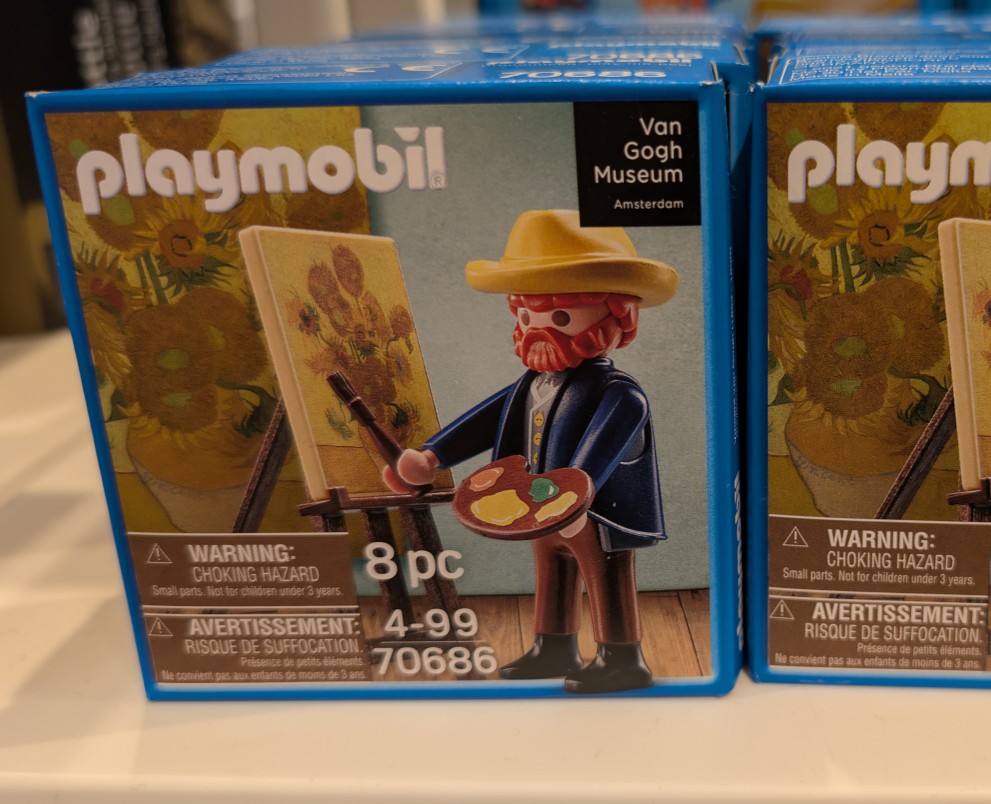 70686
playmobil®
Van
Gogh
Museum
Amsterdam
WARNING:
CHOKING HAZARD
Small parts. Not for children under 3 years.
AVERTISSEMENT:
RISQUE DE SUFFOCATION.
Présence de petits éléments.
Ne convient pas aux enfants de moins de 3 ans.
8 pc
4-99
70686
playm
WARNING:
CHOKING HAZARD
Small parts. Not for children under 3 years.
AVERTISSEMENT:
RISQUE DE SUFFOCATION.
Présence de petits éléments.
Ne convient pas aux enfants de moins de 3 ans.